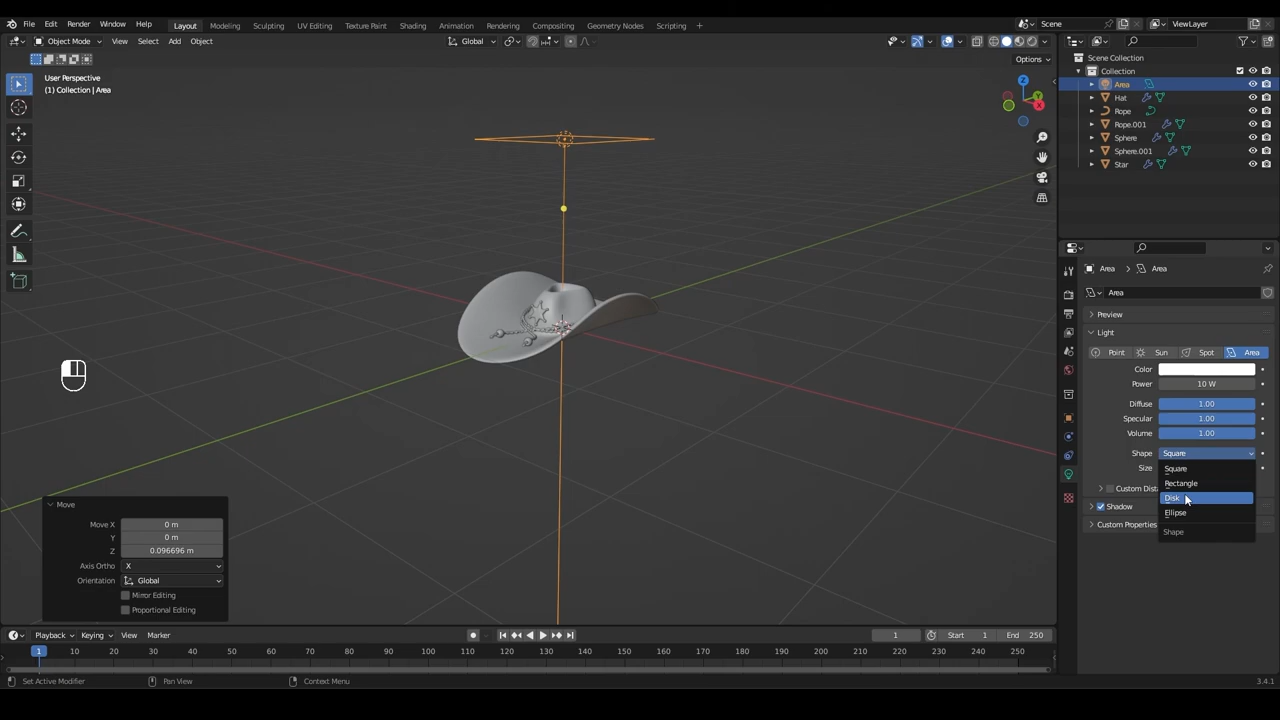 File Edit Render Window Help Layout Modeling Sculpting UV Editing Texture Paint Shading Animation Rendering Compositing Geometry Nodes Scripting + Scene ViewLayer
Object Mode View Select Add Object Global
Options
User Perspective
(1) Collection | Area
Z
Y
X
Scene Collection
Collection
Area
Hat
Rope
Rope.001
Sphere
Sphere.001
Star
Area > Area
Area
Preview
Light
Point Sun Spot Area
Color
Power 10 W
Diffuse 1.00
Specular 1.00
Volume 1.00
Shape Square
Size Square
Rectangle
Custom Dist Disk
Shadow Ellipse
Custom Properties Shape
Move
Move X 0 m
Y 0 m
Z 0.096696 m
Axis Ortho X
Orientation Global
Mirror Editing
Proportional Editing
Playback Keying View Marker 1 Start 1 End 250
1 10 20 30 40 50 60 70 80 90 100 110 120 130 140 150 160 170 180 190 200 210 220 230 240 250
Set Active Modifier Pan View Context Menu 3.4.1